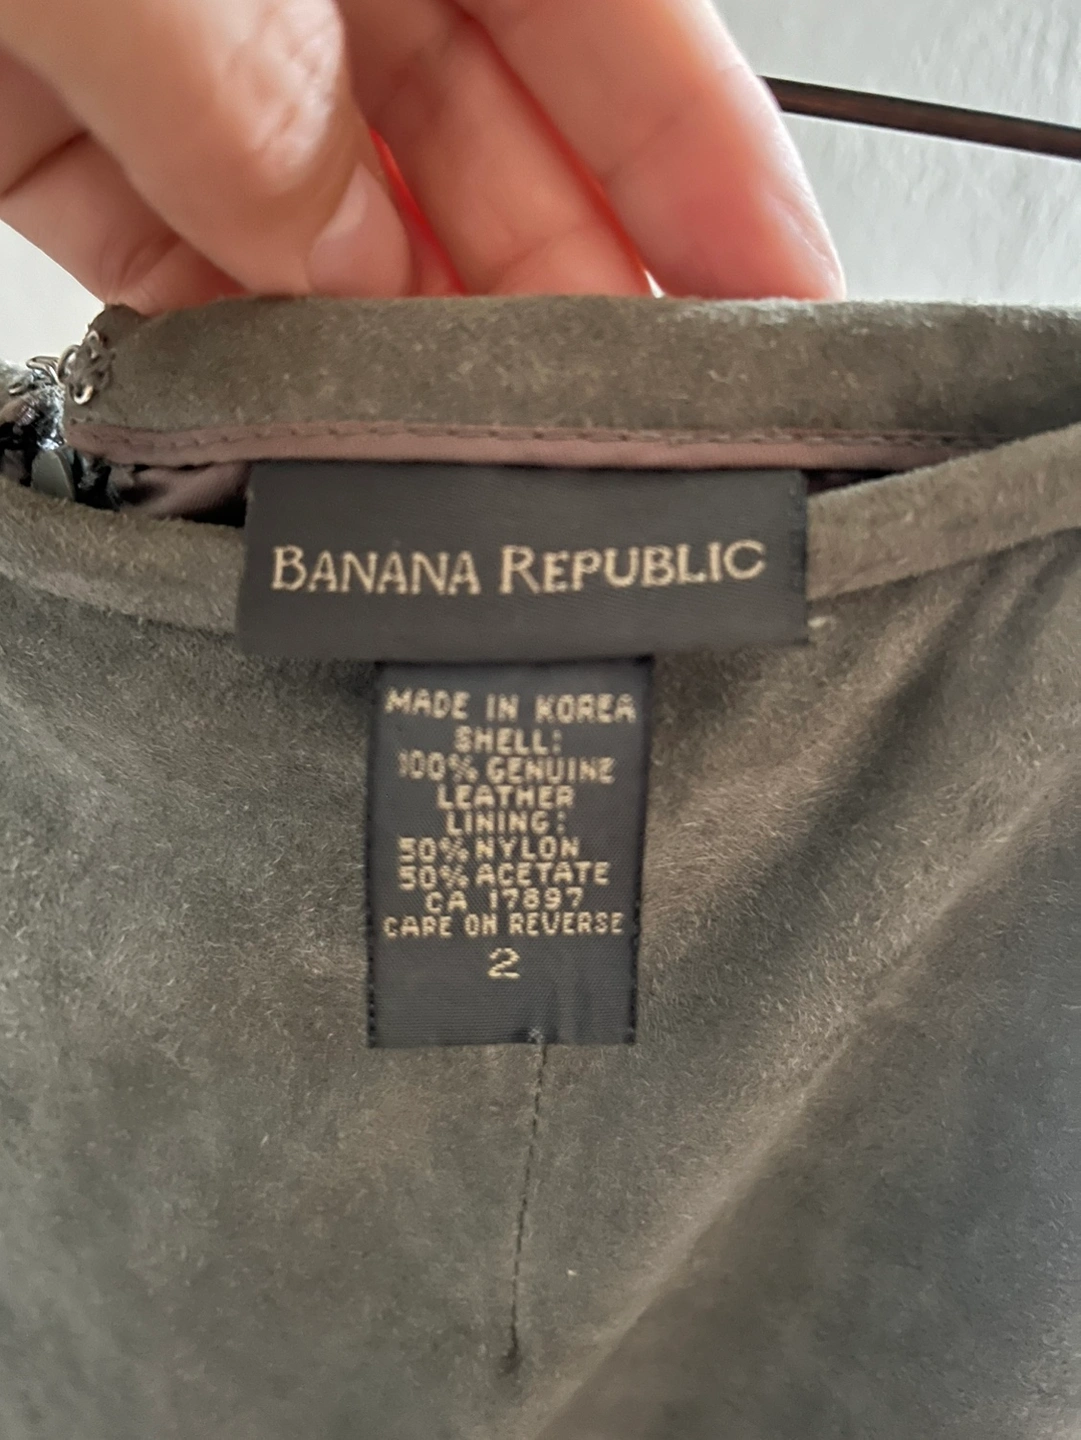 BANANA REPUBLIC
MADE IN KOREA
SHELL:
100% GENUINE
LEATHER
LINING:
50% NYLON
50% ACETATE
CA 17897
CARE ON REVERSE
2